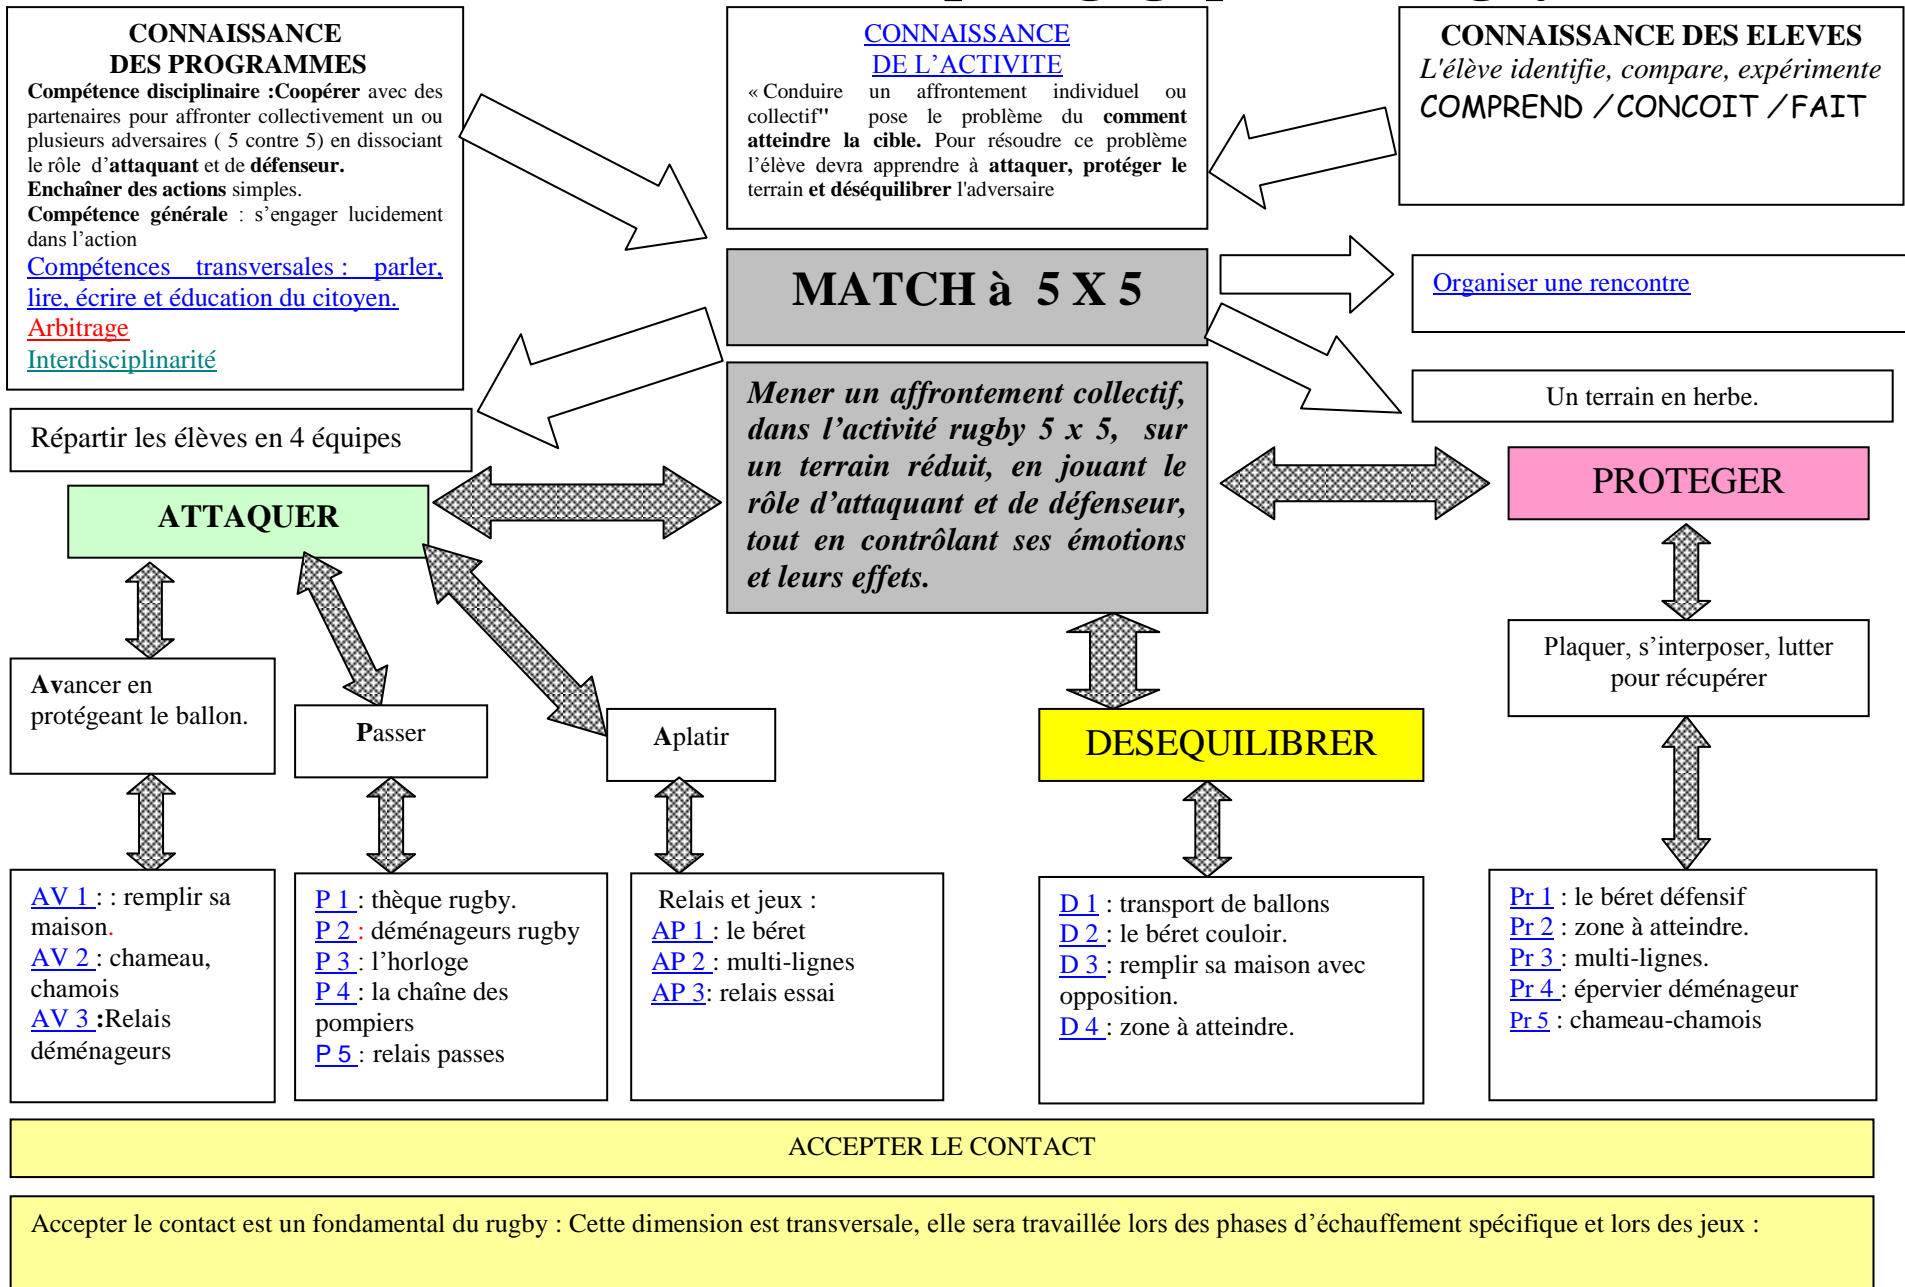 CONNAISSANCE
DES PROGRAMMES
Compétence disciplinaire :Coopérer avec des
partenaires pour affronter collectivement un ou
plusieurs adversaires ( 5 contre 5) en dissociant
le rôle d’attaquant et de défenseur.
Enchaîner des actions simples.
Compétence générale : s’engager lucidement
dans l’action
Compétences transversales : parler,
lire, écrire et éducation du citoyen.
Arbitrage
Interdisciplinarité
CONNAISSANCE
DE L’ACTIVITE
« Conduire un affrontement individuel ou
collectif" pose le problème du comment
atteindre la cible. Pour résoudre ce problème
l’élève devra apprendre à attaquer, protéger le
terrain et déséquilibrer l'adversaire
CONNAISSANCE DES ELEVES
L'élève identifie, compare, expérimente
COMPREND / CONCOIT / FAIT
MATCH à 5 X 5
Organiser une rencontre
Un terrain en herbe.
Répartir les élèves en 4 équipes
Mener un affrontement collectif,
dans l’activité rugby 5 x 5, sur
un terrain réduit, en jouant le
rôle d’attaquant et de défenseur,
tout en contrôlant ses émotions
et leurs effets.
ATTAQUER
PROTEGER
Avancer en
protégeant le ballon.
Passer
Aplatir
DESEQUILIBRER
Plaquer, s’interposer, lutter
pour récupérer
AV 1 : : remplir sa
maison.
AV 2 : chameau,
chamois
AV 3 :Relais
déménageurs
P 1 : thèque rugby.
P 2 : déménageurs rugby
P 3 : l’horloge
P 4 : la chaîne des
pompiers
P 5 : relais passes
Relais et jeux :
AP 1 : le béret
AP 2 : multi-lignes
AP 3: relais essai
D 1 : transport de ballons
D 2 : le béret couloir.
D 3 : remplir sa maison avec
opposition.
D 4 : zone à atteindre.
Pr 1 : le béret défensif
Pr 2 : zone à atteindre.
Pr 3 : multi-lignes.
Pr 4 : épervier déménageur
Pr 5 : chameau-chamois
ACCEPTER LE CONTACT
Accepter le contact est un fondamental du rugby : Cette dimension est transversale, elle sera travaillée lors des phases d’échauffement spécifique et lors des jeux :